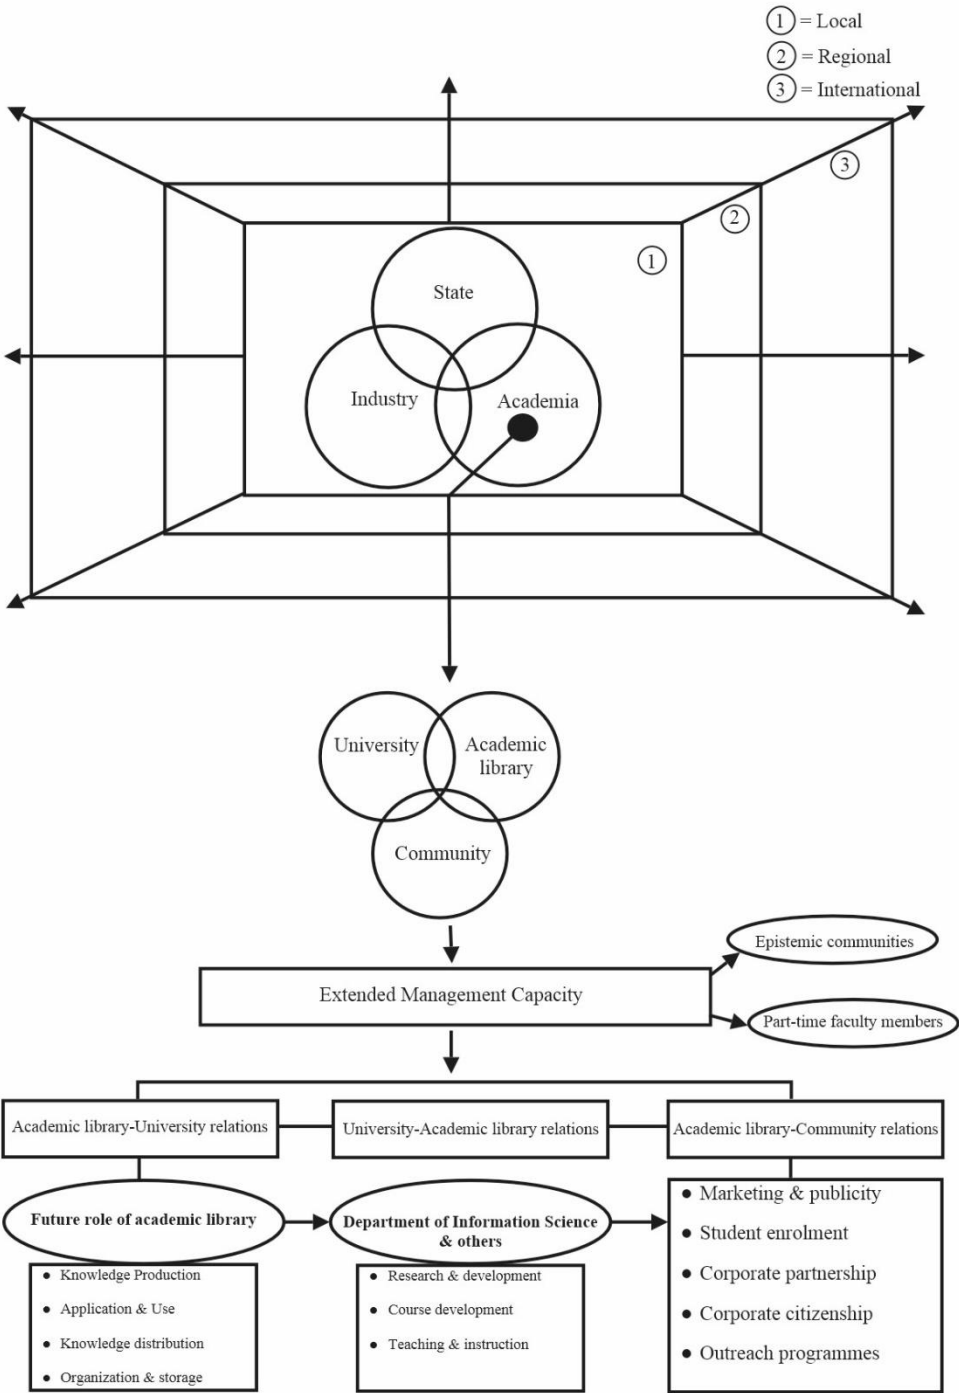 1 = Local
2 = Regional
3 = International
3
2
1
State
Industry
Academia
University
Academic
library
Community
Epistemic communities
Extended Management Capacity
Part-time faculty members
Academic library-University relations
University-Academic library relations
Academic library-Community relations
Future role of academic library
Department of Information Science
& others
● Knowledge Production
● Application & Use
● Knowledge distribution
● Organization & storage
● Research & development
● Course development
● Teaching & instruction
● Marketing & publicity
● Student enrolment
● Corporate partnership
● Corporate citizenship
● Outreach programmes